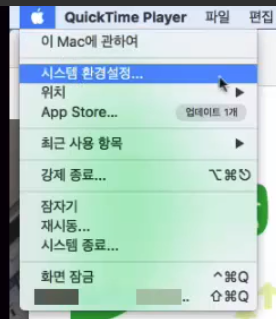 QuickTime Player 파일 편집
이 Mac에 관하여
시스템 환경설정...
위치 ▶
App Store... 업데이트 1개
최근 사용 항목 ▶
강제 종료... ⌥⌘⎋
잠자기
재시동...
시스템 종료...
화면 잠금 ^⌘Q
.. ⇧⌘Q